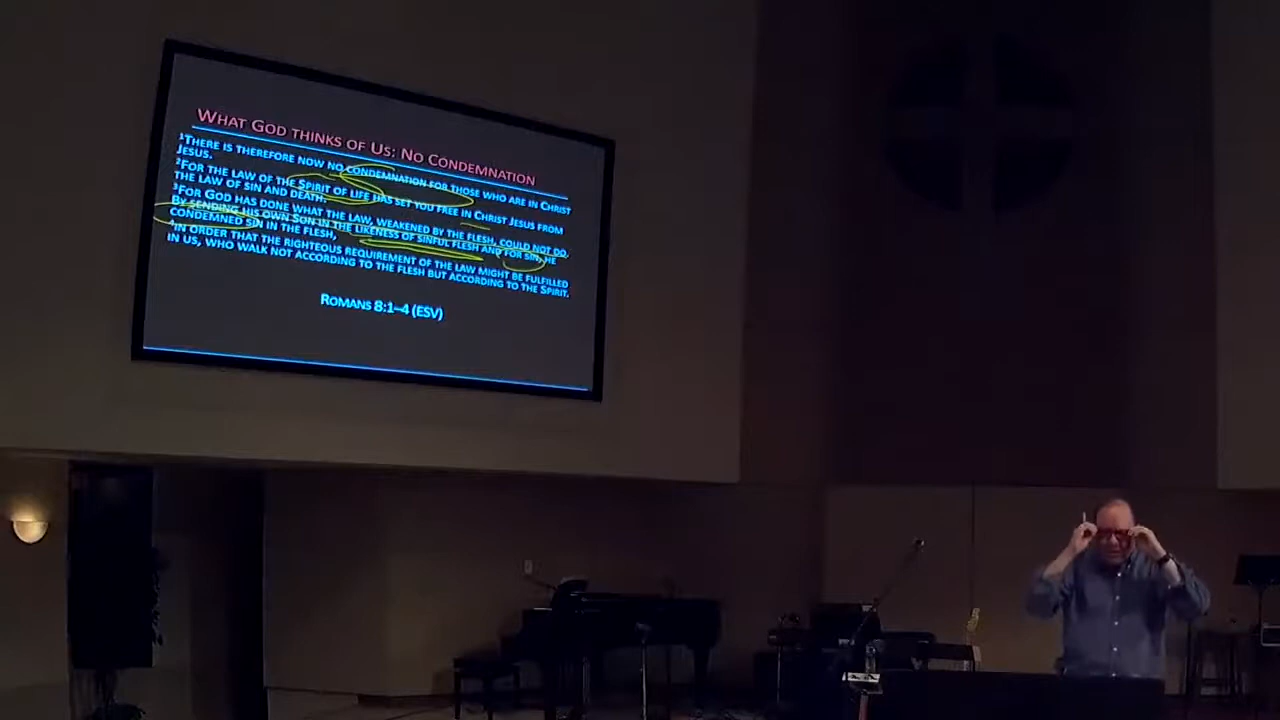 What God thinks of Us: No Condemnation
1There is therefore now no condemnation for those who are in Christ
Jesus.
2For the law of the Spirit of life has set you free in Christ Jesus from
the law of sin and death.
3For God has done what the law, weakened by the flesh, could not do.
By sending his own Son in the likeness of sinful flesh and for sin, he
condemned sin in the flesh,
4in order that the righteous requirement of the law might be fulfilled
in us, who walk not according to the flesh but according to the Spirit.
Romans 8:1–4 (ESV)